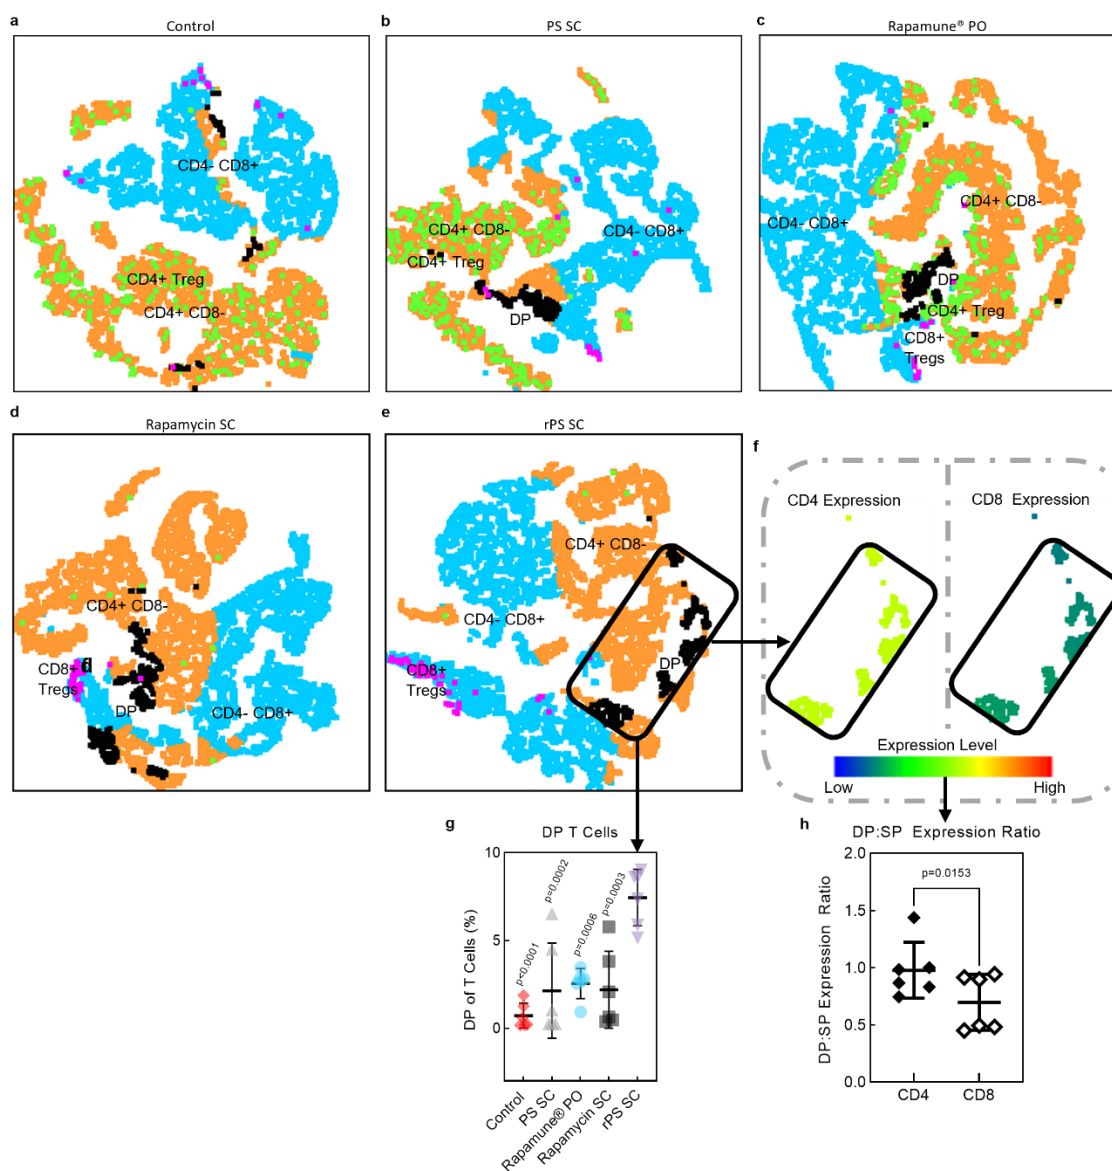 a
Control
b
PS SC
c
Rapamune® PO
CD4- CD8+
CD4+ Treg
CD4+ CD8-
CD4+ CD8-
CD4- CD8+
CD4+ Treg
DP
CD4+ CD8-
CD4- CD8+
DP
CD4+ Treg
CD8+
Tregs
d
Rapamycin SC
e
rPS SC
f
CD4+ CD8-
CD8+
Tregs
d
DP
CD4- CD8+
CD4+ CD8-
CD4- CD8+
CD8+
Tregs
DP
CD4 Expression
CD8 Expression
Expression Level
Low
High
g
DP T Cells
DP of T Cells (%)
10
5
0
p<0.0001
p=0.0002
p=0.0006
p=0.0003
Control
PS SC
Rapamune® PO
Rapamycin SC
rPS SC
h
DP:SP Expression Ratio
DP:SP Expression Ratio
2.0
1.5
1.0
0.5
0.0
p=0.0153
CD4
CD8